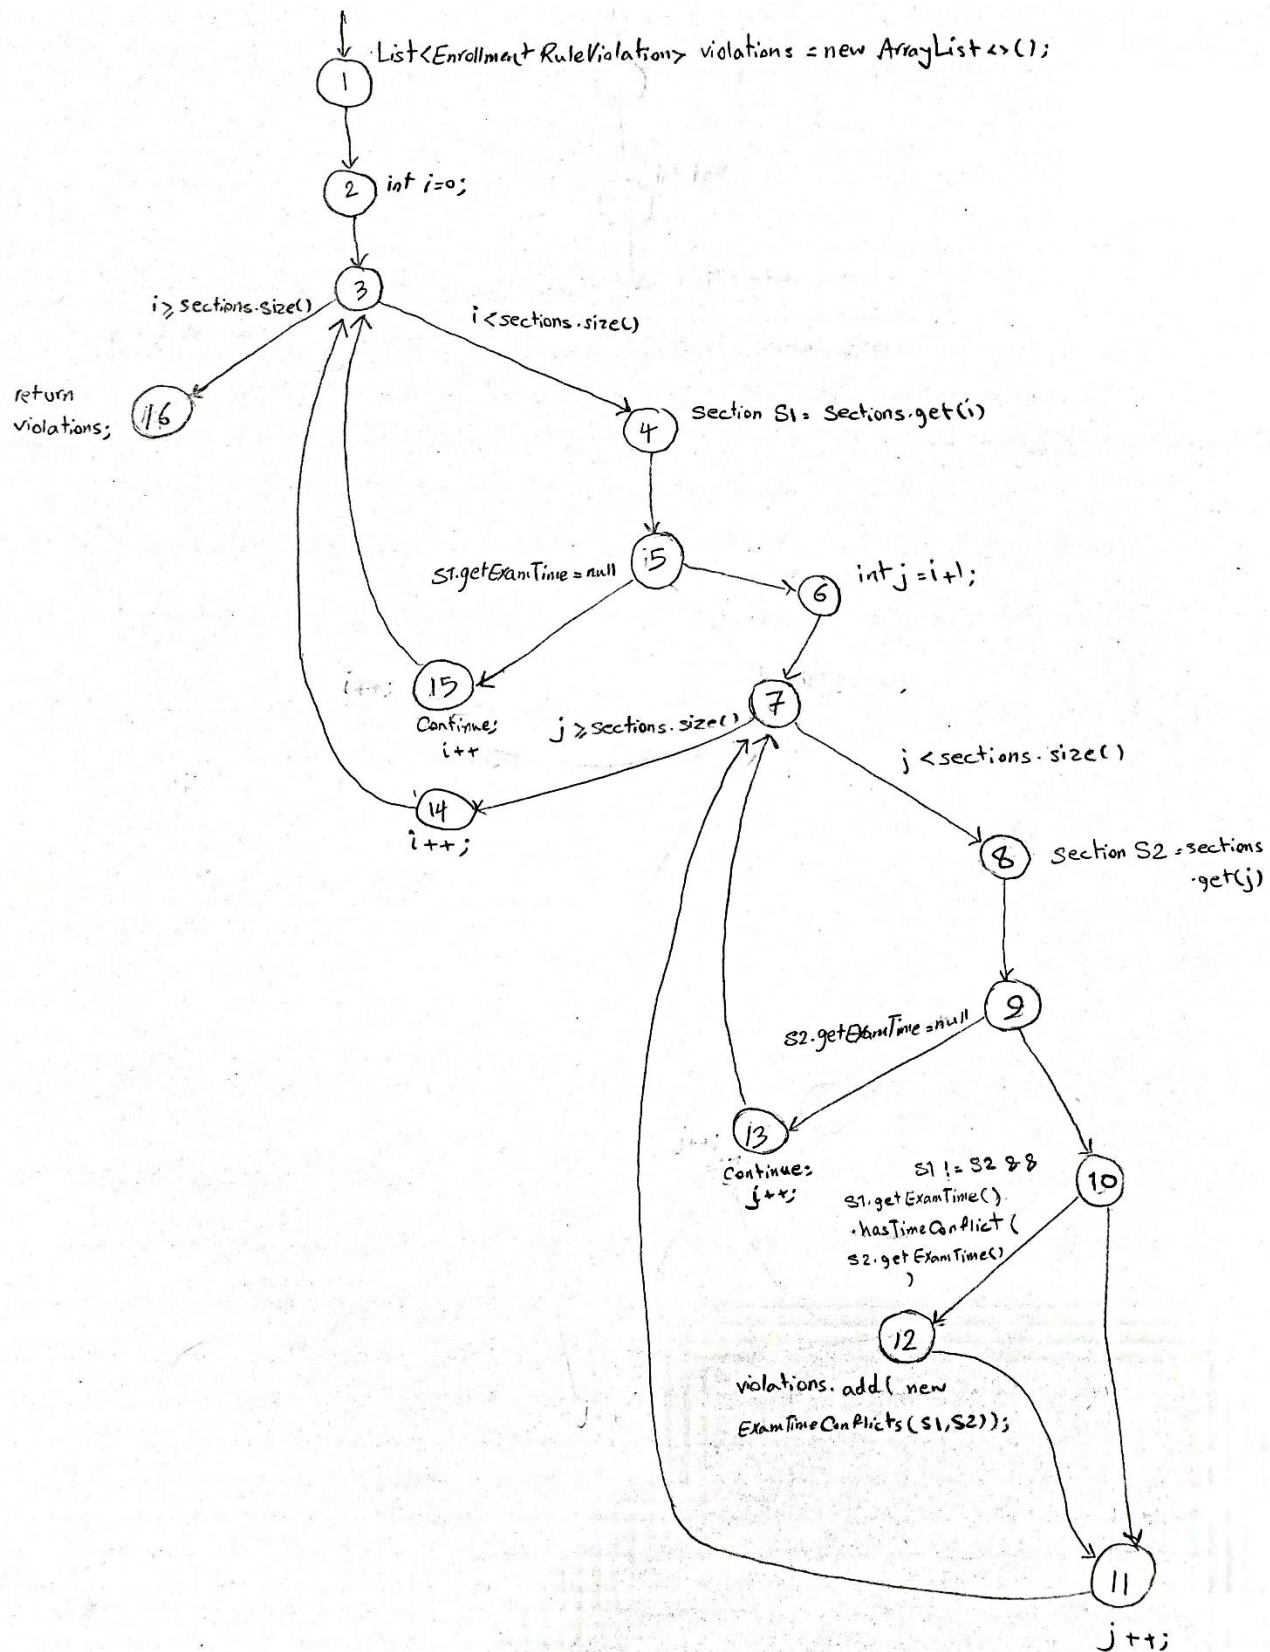 List<Enrollment RuleViolation> violations = new ArrayList<>();
1
2
int i=0;
3
i≥sections.size()
i<sections.size()
return
violations;
16
4
Section S1 = sections.get(i)
5
S1.getExamTime=null
6
int j=i+1;
15
i++;
Continue;
i++
7
j≥sections.size()
j<sections.size()
14
i++;
8
Section S2 = sections
.get(j)
9
S2.getExamTime=null
13
Continue;
j++;
10
S1 != S2 &&
S1.getExamTime()
.hasTimeConflict(
S2.getExamTime()
)
12
violations.add( new
ExamTimeConflicts(S1,S2));
11
j++;